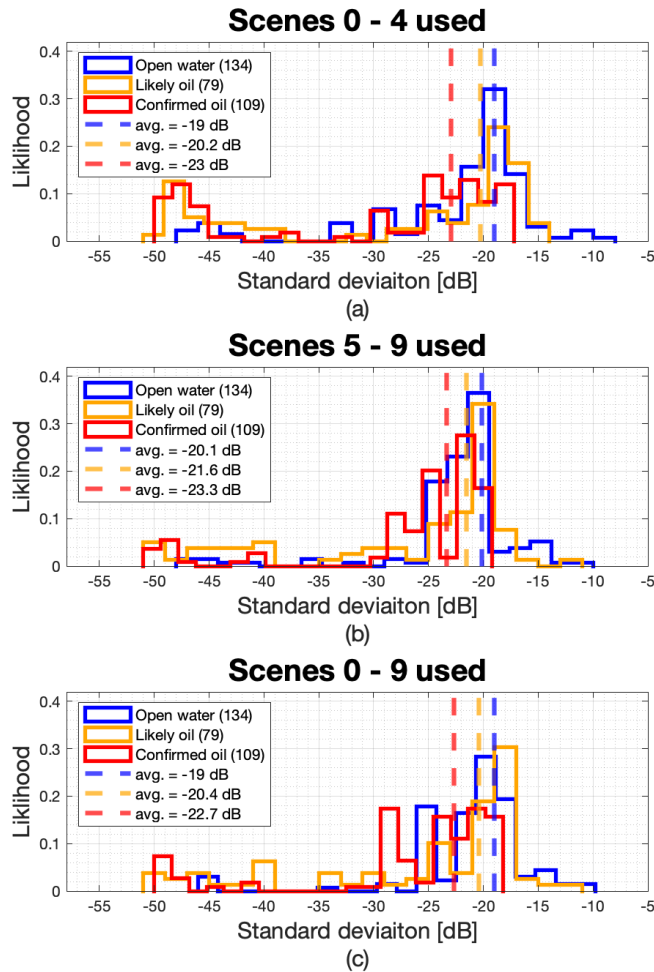 Scenes 0 - 4 used
0.4
0.3
0.2
0.1
0
Liklihood
Open water (134)
Likely oil (79)
Confirmed oil (109)
avg. = -19 dB
avg. = -20.2 dB
avg. = -23 dB
-55 -50 -45 -40 -35 -30 -25 -20 -15 -10 -5
Standard deviaiton [dB]
(a)
Scenes 5 - 9 used
0.4
0.3
0.2
0.1
0
Liklihood
Open water (134)
Likely oil (79)
Confirmed oil (109)
avg. = -20.1 dB
avg. = -21.6 dB
avg. = -23.3 dB
-55 -50 -45 -40 -35 -30 -25 -20 -15 -10 -5
Standard deviaiton [dB]
(b)
Scenes 0 - 9 used
0.4
0.3
0.2
0.1
0
Liklihood
Open water (134)
Likely oil (79)
Confirmed oil (109)
avg. = -19 dB
avg. = -20.4 dB
avg. = -22.7 dB
-55 -50 -45 -40 -35 -30 -25 -20 -15 -10 -5
Standard deviaiton [dB]
(c)